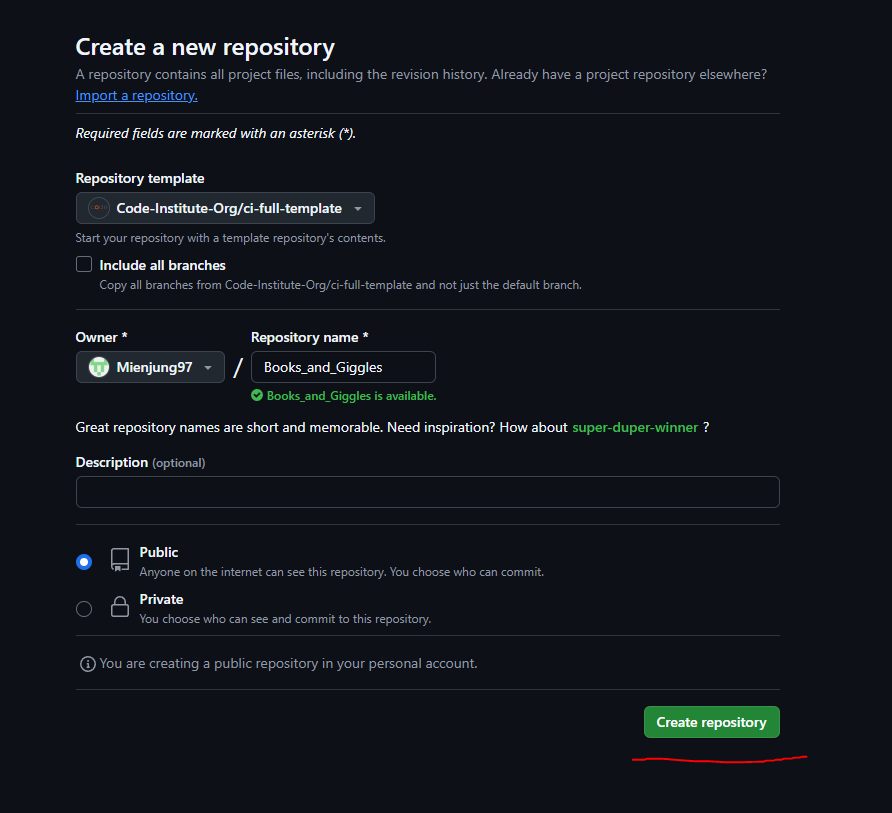 Create a new repository
A repository contains all project files, including the revision history. Already have a project repository elsewhere?
Import a repository.
Required fields are marked with an asterisk (*).
Repository template
Code-Institute-Org/ci-full-template
Start your repository with a template repository's contents.
Include all branches
Copy all branches from Code-Institute-Org/ci-full-template and not just the default branch.
Owner * Repository name *
Mienjung97 / Books_and_Giggles
Books_and_Giggles is available.
Great repository names are short and memorable. Need inspiration? How about super-duper-winner ?
Description (optional)
Public
Anyone on the internet can see this repository. You choose who can commit.
Private
You choose who can see and commit to this repository.
You are creating a public repository in your personal account.
Create repository